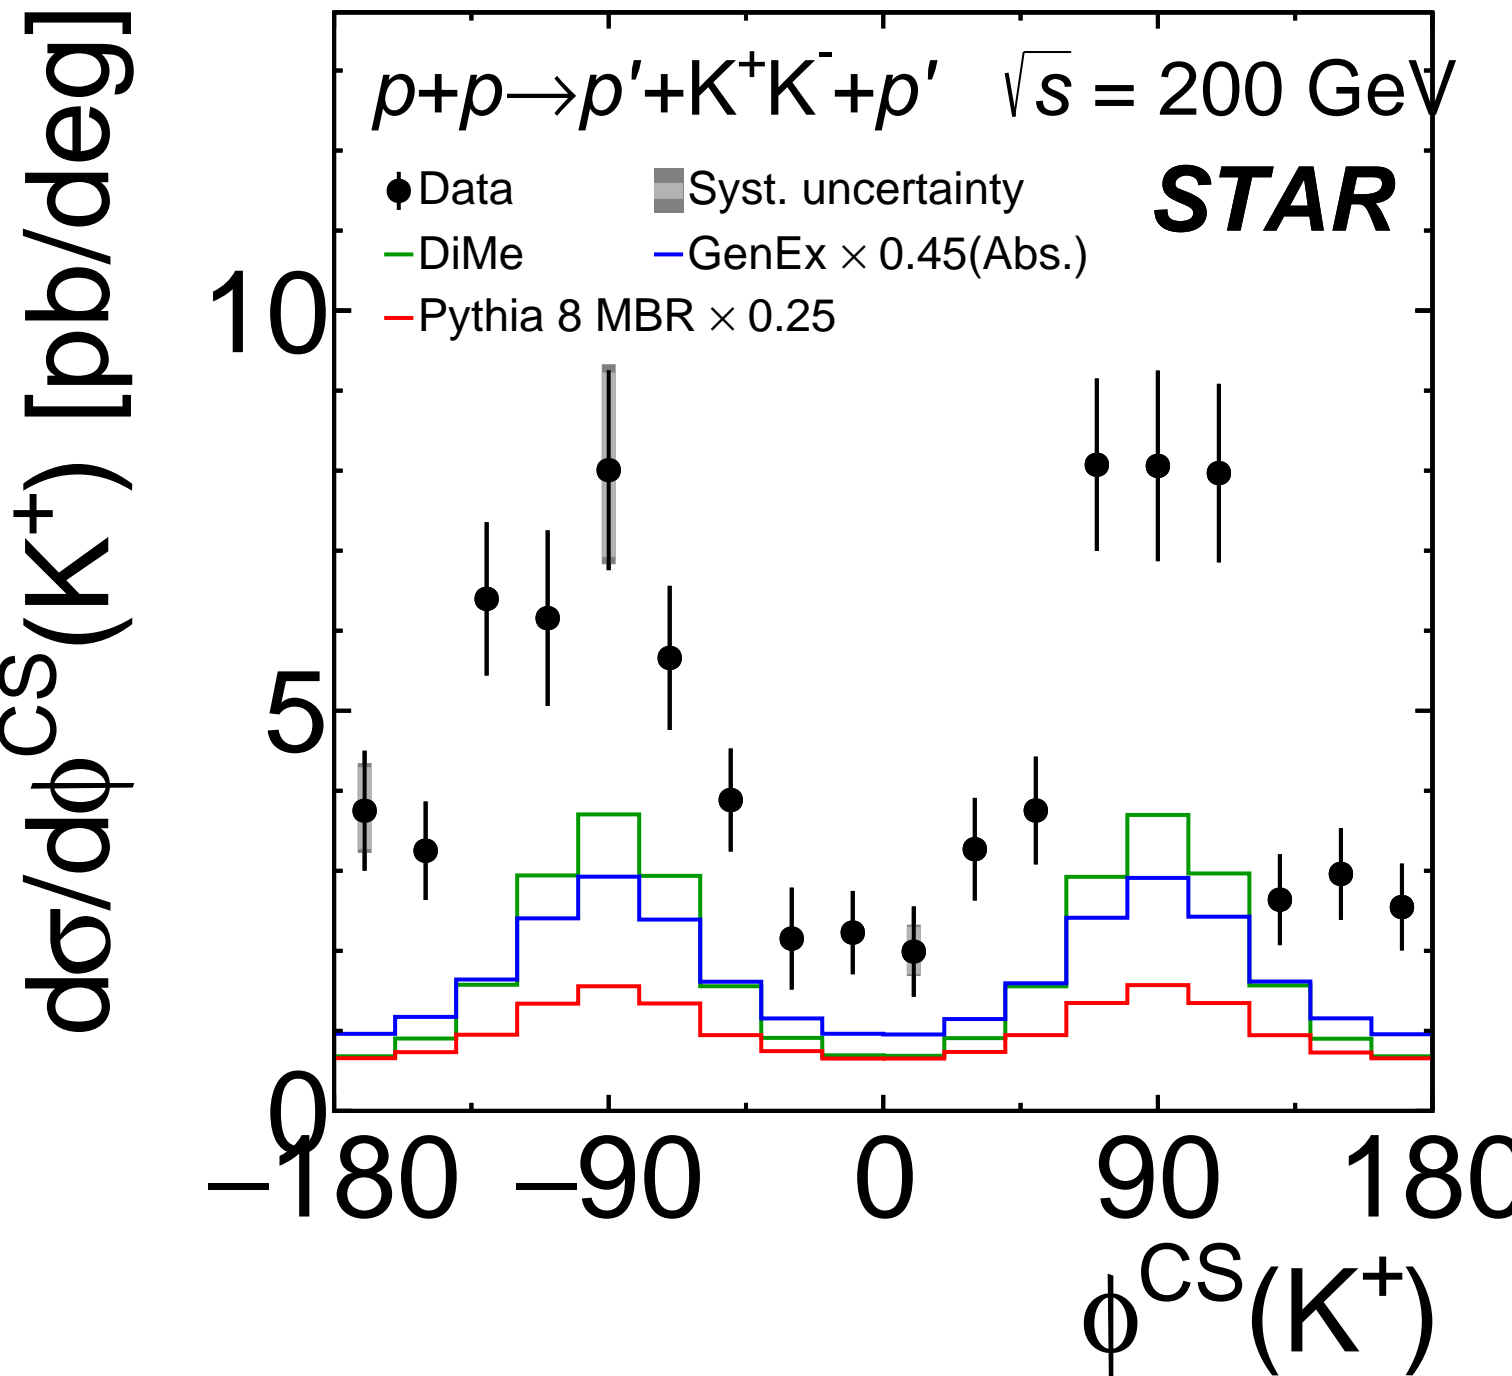 p+p→p′+K⁺K⁻+p′ √s = 200 GeV
Data Syst. uncertainty STAR
DiMe GenEx × 0.45(Abs.)
Pythia 8 MBR × 0.25
dσ/dϕ^CS(K⁺) [pb/deg]
10
5
0
−180 −90 0 90 180
ϕ^CS(K⁺)